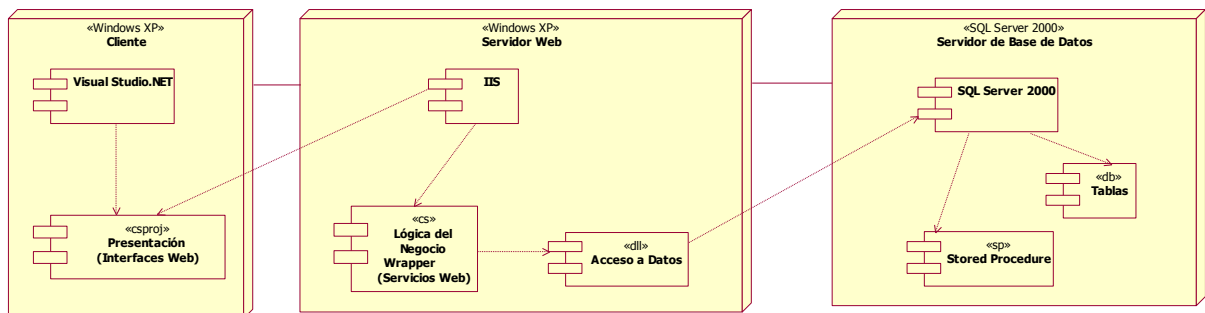 «Windows XP»
Cliente
Visual Studio.NET
«csproj»
Presentación
(Interfaces Web)
«Windows XP»
Servidor Web
IIS
«cs»
Lógica del
Negocio
Wrapper
(Servicios Web)
«dll»
Acceso a Datos
«SQL Server 2000»
Servidor de Base de Datos
SQL Server 2000
«db»
Tablas
«sp»
Stored Procedure